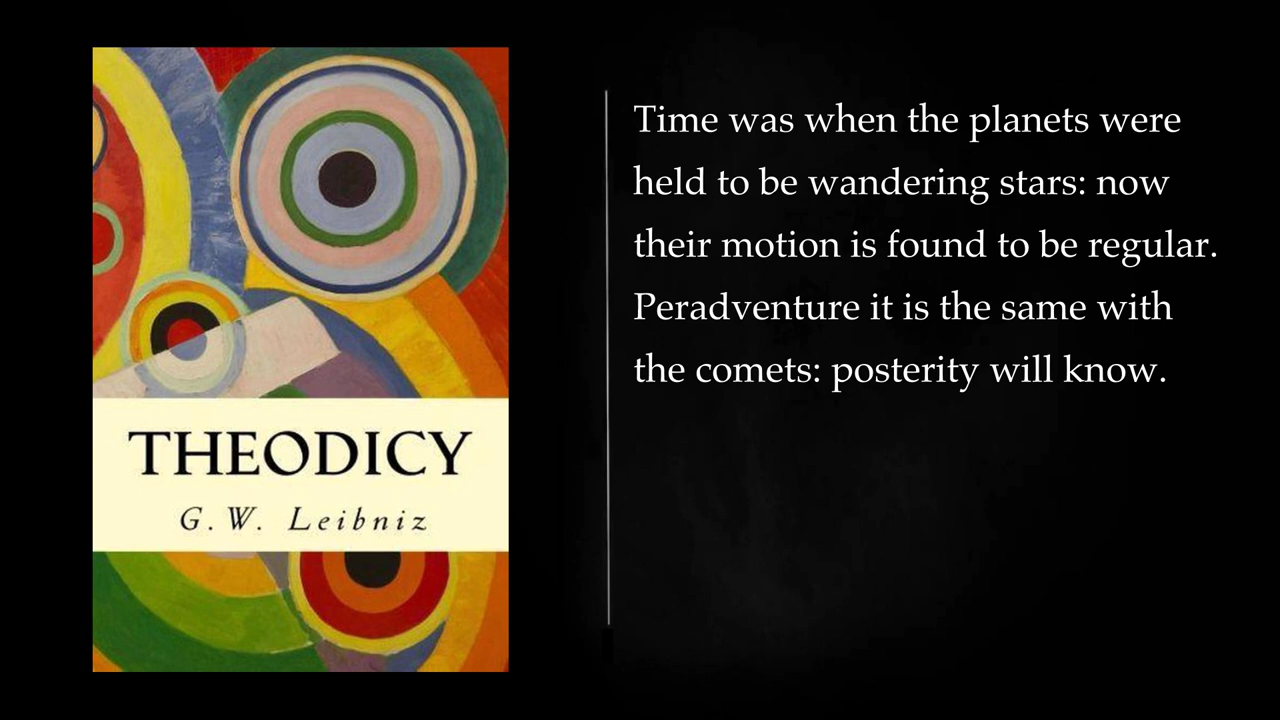 THEODICY
G. W. Leibniz
Time was when the planets were
held to be wandering stars: now
their motion is found to be regular.
Peradventure it is the same with
the comets: posterity will know.